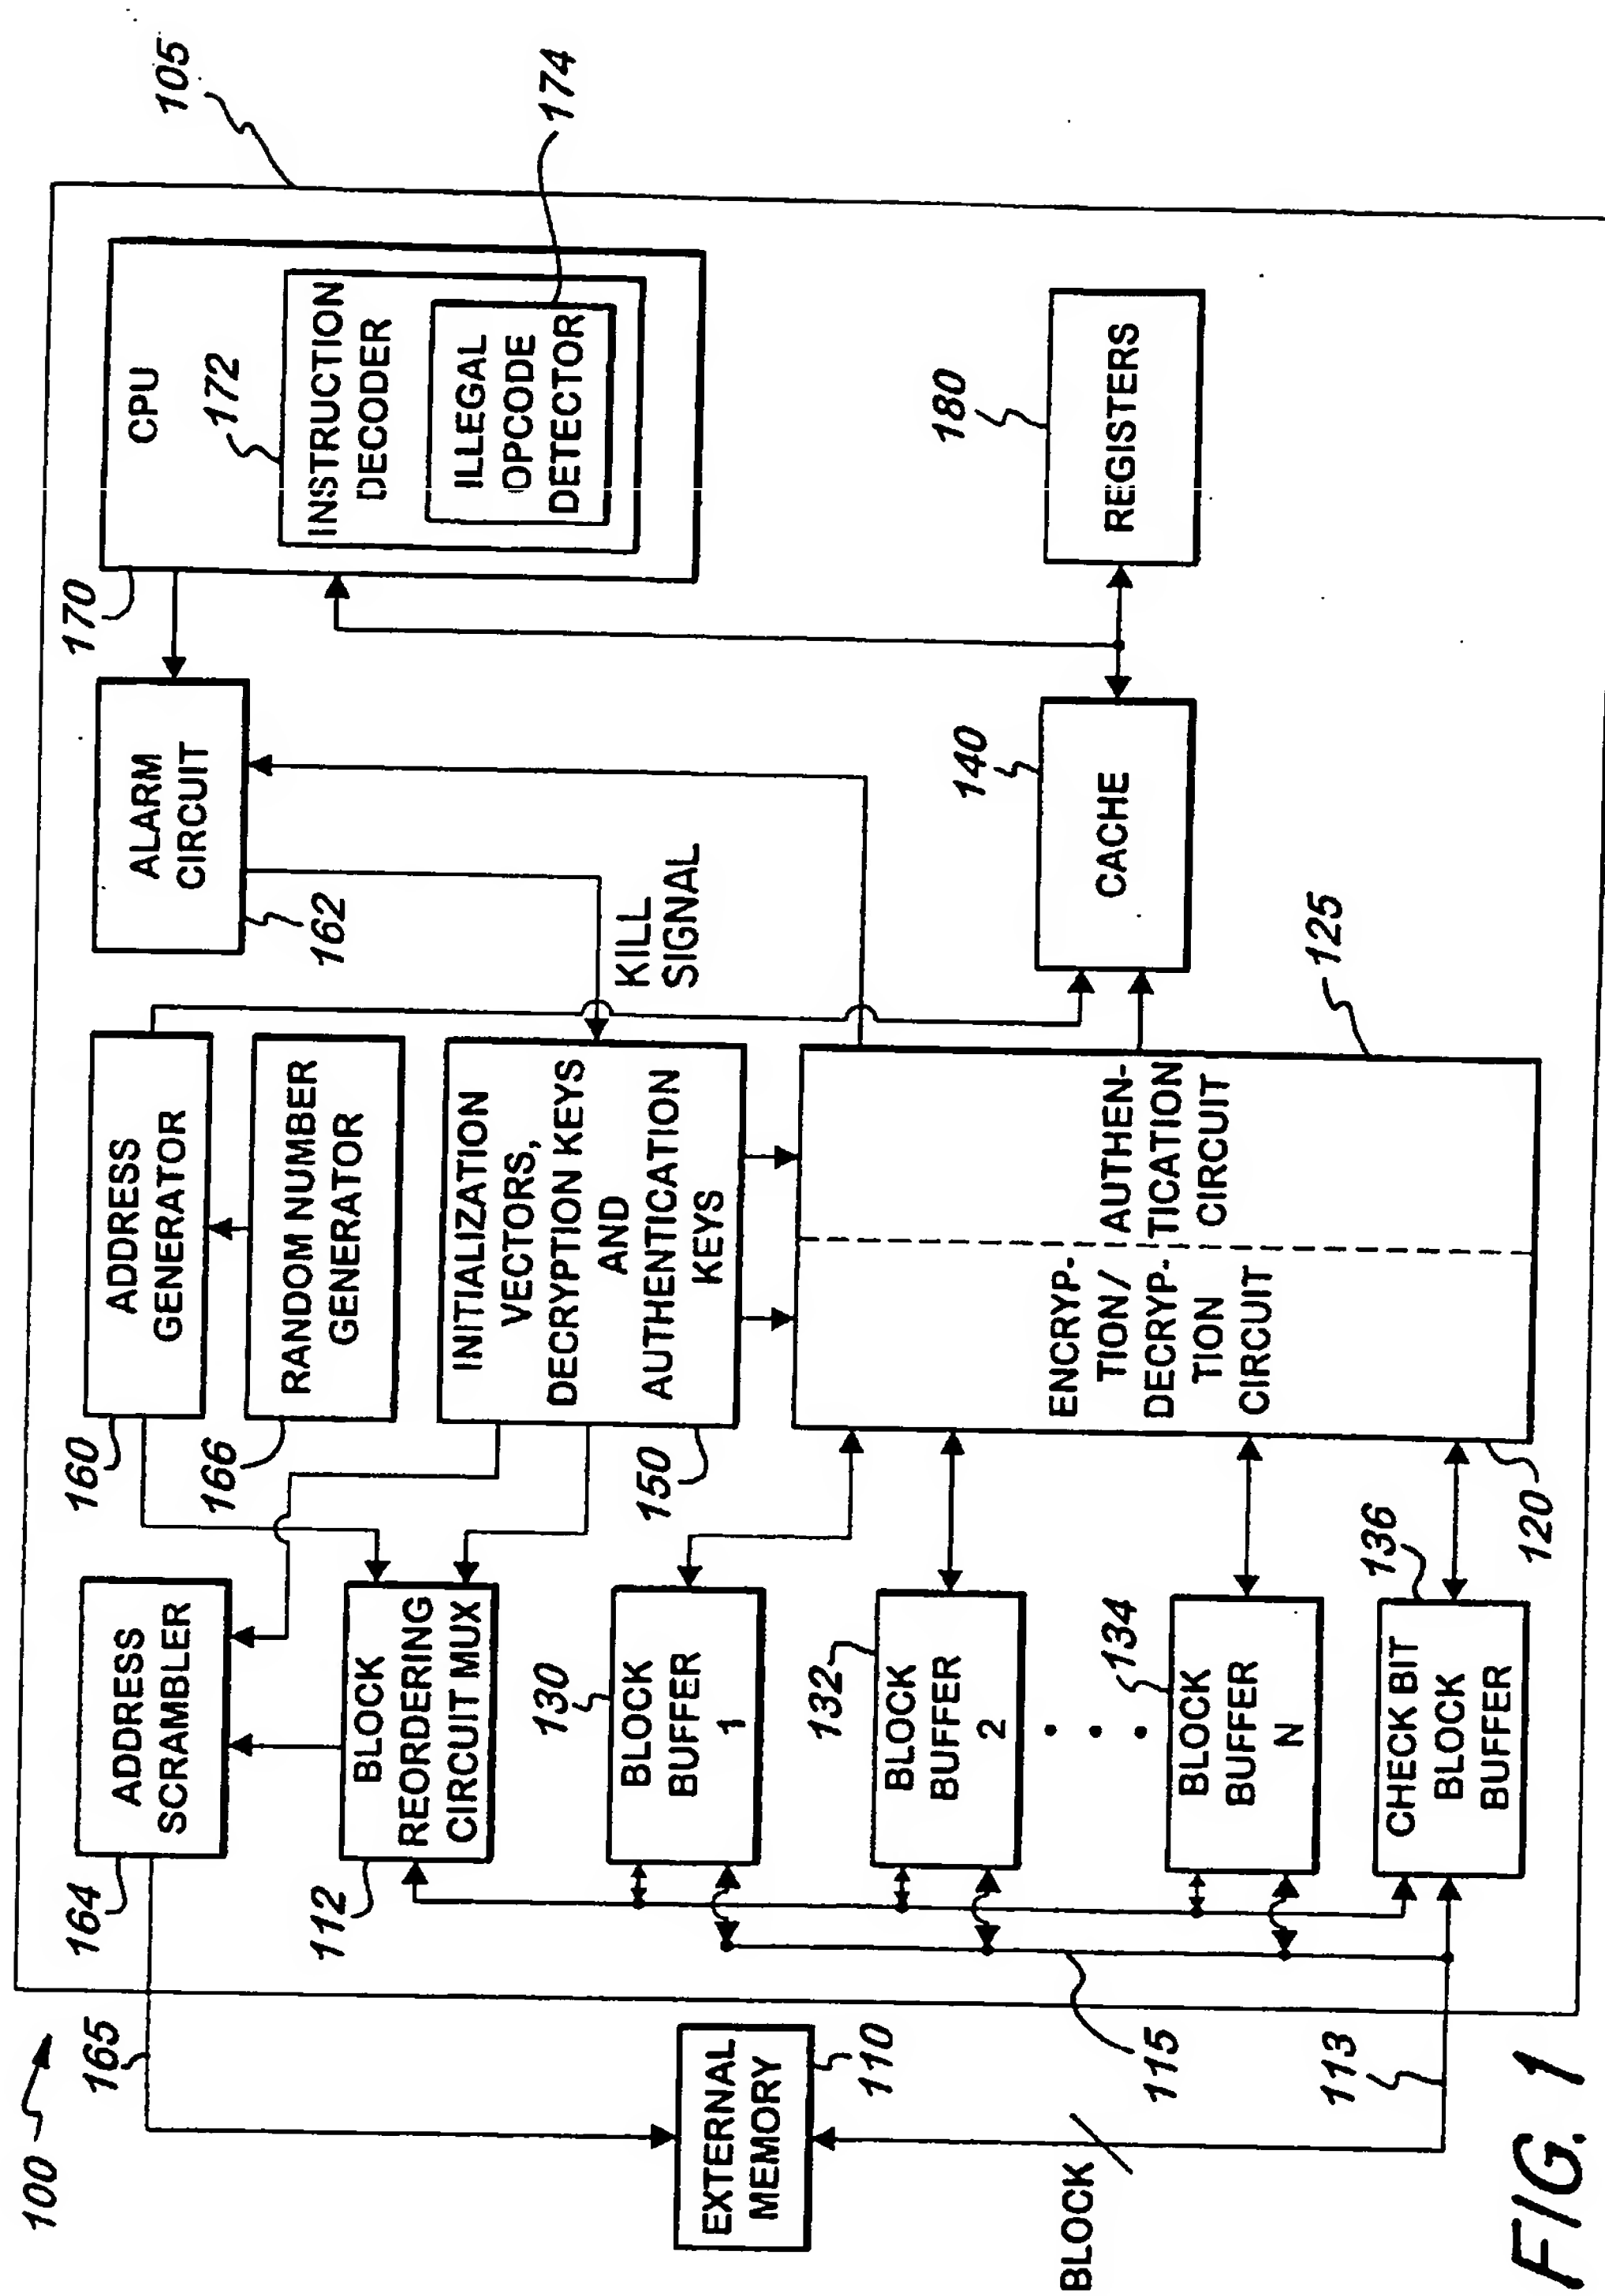 100
105
165
164
ADDRESS
SCRAMBLER
160
ADDRESS
GENERATOR
166
RANDOM NUMBER
GENERATOR
162
ALARM
CIRCUIT
170
CPU
172
INSTRUCTION
DECODER
174
ILLEGAL
OPCODE
DETECTOR
112
BLOCK
REORDERING
CIRCUIT MUX
150
INITIALIZATION
VECTORS,
DECRYPTION KEYS
AND
AUTHENTICATION
KEYS
KILL
SIGNAL
EXTERNAL
MEMORY
110
130
BLOCK
BUFFER
1
132
BLOCK
BUFFER
2
134
BLOCK
BUFFER
N
136
CHECK BIT
BLOCK
BUFFER
120
ENCRYP-
TION/
DECRYP-
TION
CIRCUIT
125
AUTHEN-
TICATION
CIRCUIT
140
CACHE
180
REGISTERS
BLOCK
115
113
FIG. 1